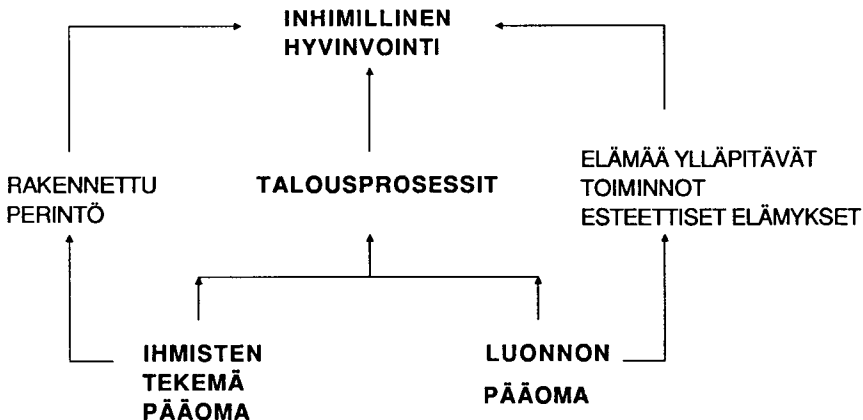 INHIMILLINEN
HYVINVOINTI
RAKENNETTU
PERINTÖ
TALOUSPROSESSIT
ELÄMÄÄ YLLÄPITÄVÄT
TOIMINNOT
ESTEETTISET ELÄMYKSET
IHMISTEN
TEKEMÄ
PÄÄOMA
LUONNON
PÄÄOMA